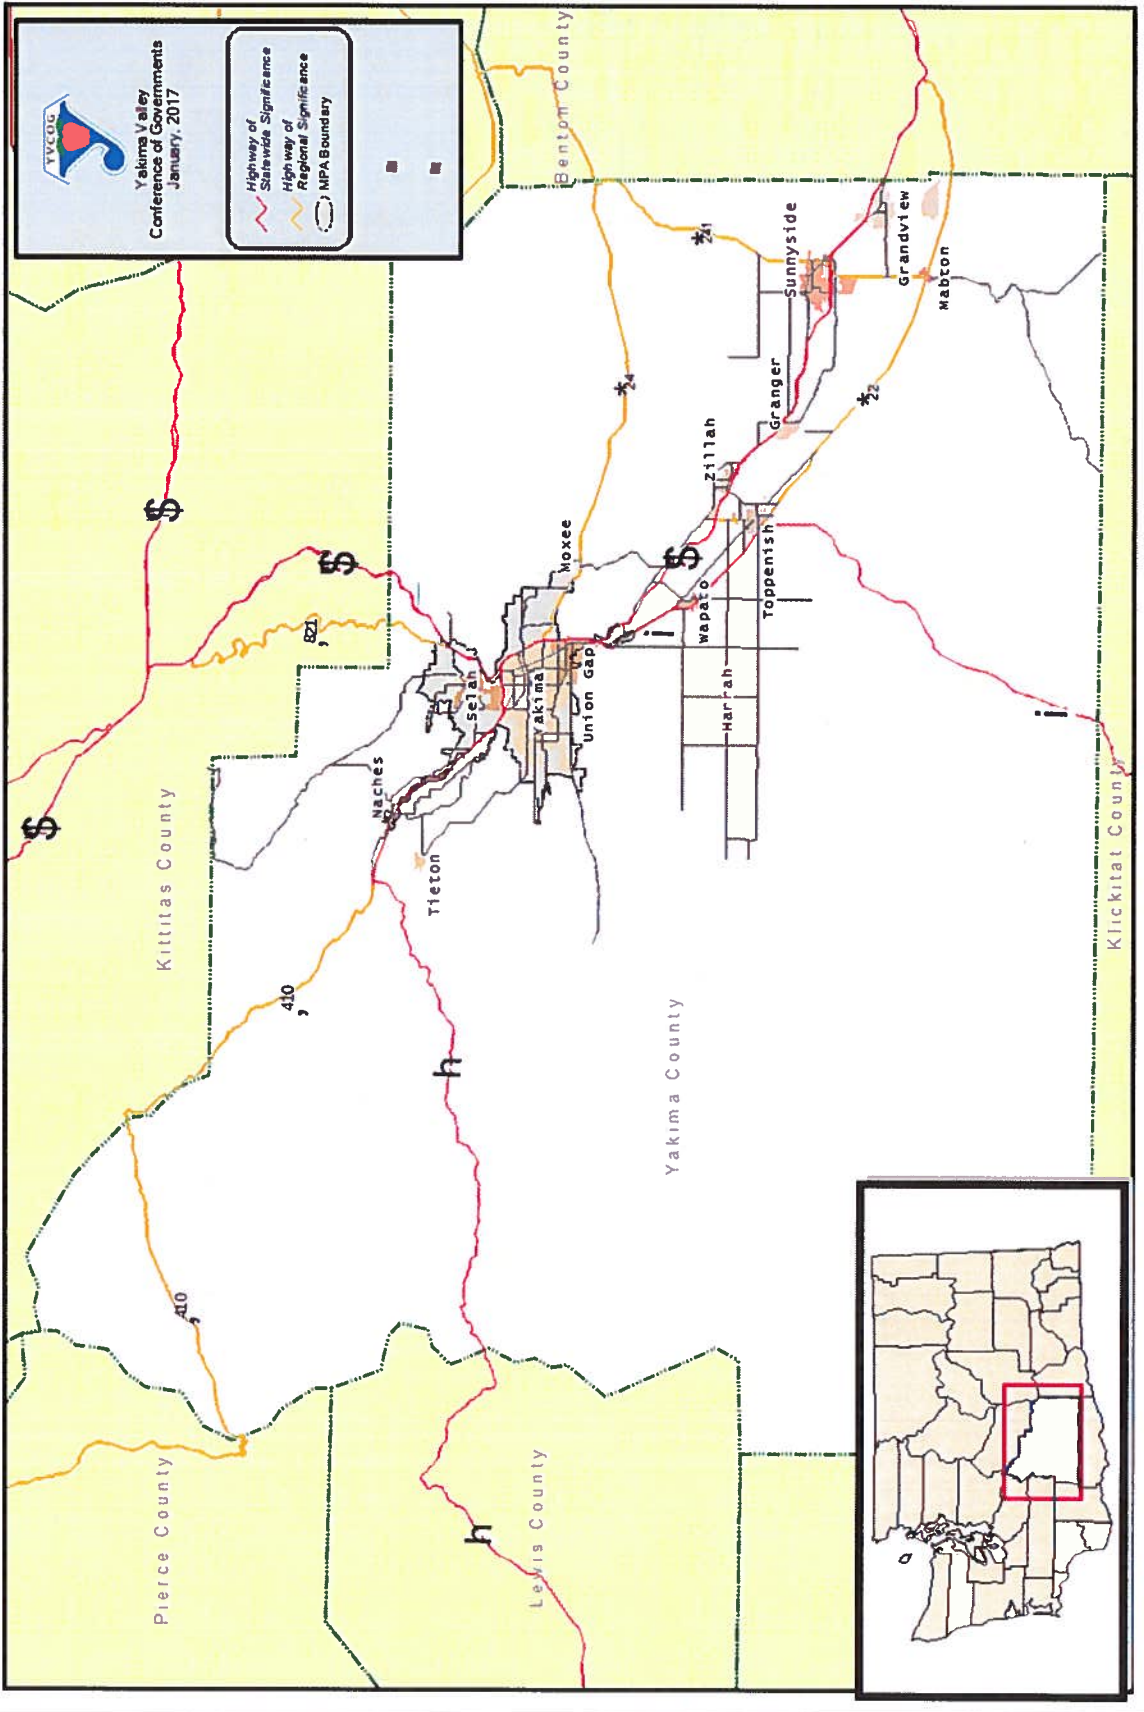 YVCOG
Yakima Valley
Conference of Governments
January, 2017
Highway of
Statewide Significance
Highway of
Regional Significance
MPA Boundary
Benton County
Kittitas County
Pierce County
Lewis County
Yakima County
Klickitat County
$
$
$
$
821
,
410
,
410
,
h
h
i
i
*24
*241
*22
Naches
Tieton
Selah
Yakima
Union Gap
Moxee
Wapato
Harrah
Toppenish
Zillah
Granger
Sunnyside
Grandview
Mabton